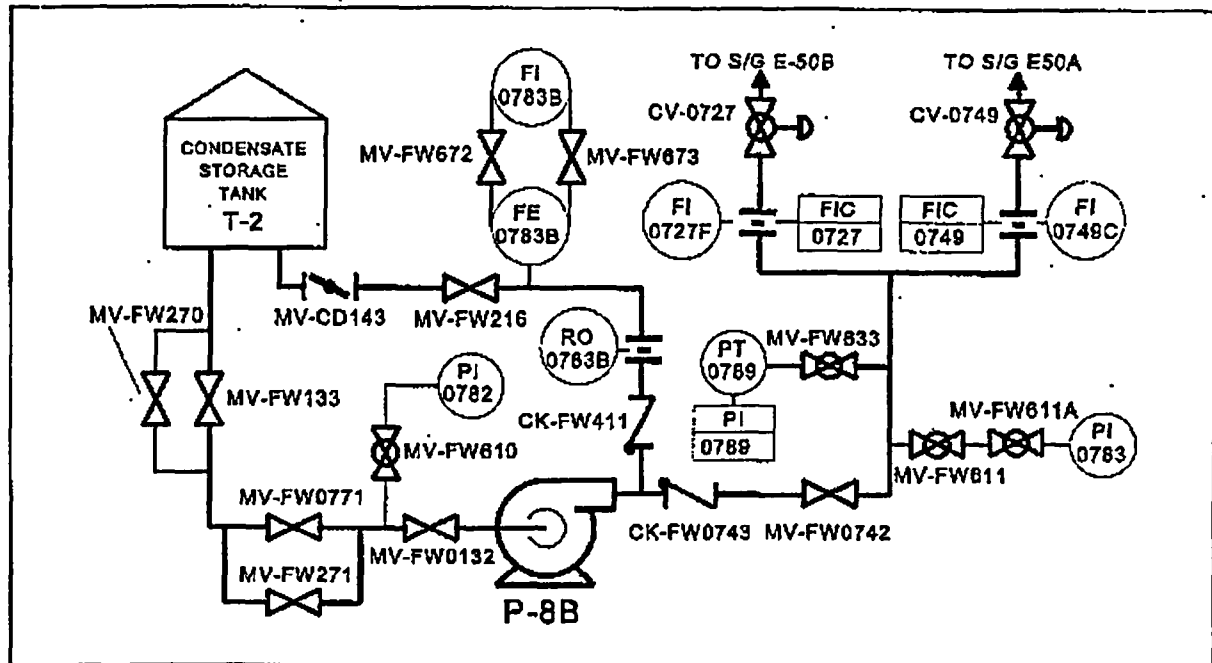 TO S/G E-50B
TO S/G E50A
FI
0783B
CV-0727
CV-0749
CONDENSATE
STORAGE
TANK
T-2
MV-FW672
MV-FW673
FE
0783B
FI
0727F
FIC
0727
FIC
0749
FI
0749C
MV-FW270
MV-CD143
MV-FW216
RO
0783B
PT
0789
MV-FW633
MV-FW133
PI
0782
CK-FW411
PI
0789
MV-FW611A
PI
0783
MV-FW610
MV-FW611
MV-FW0771
MV-FW0132
CK-FW0743
MV-FW0742
MV-FW271
P-8B